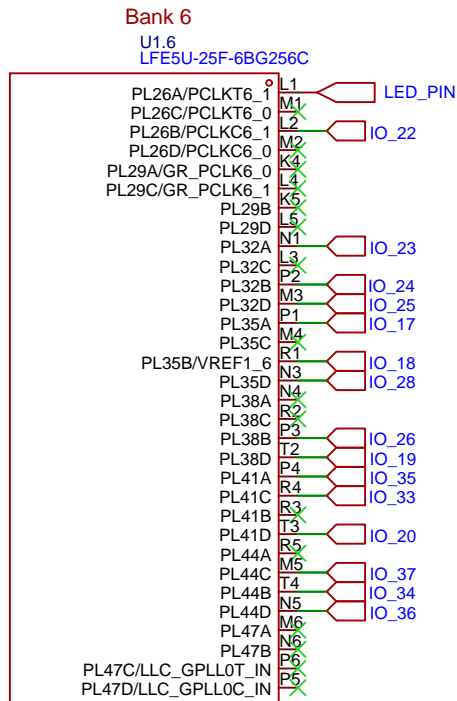 Bank 6
U1.6
LFE5U-25F-6BG256C
PL26A/PCLKT6_1 L1 LED_PIN
PL26C/PCLKT6_0 M1
PL26B/PCLKC6_1 L2 IO_22
PL26D/PCLKC6_0 M2
PL29A/GR_PCLK6_0 K4
PL29C/GR_PCLK6_1 L4
PL29B K5
PL29D L5
PL32A N1 IO_23
PL32C L3
PL32B P2 IO_24
PL32D M3 IO_25
PL35A P1 IO_17
PL35C M4
PL35B/VREF1_6 R1 IO_18
PL35D N3 IO_28
PL38A N4
PL38C R2
PL38B P3 IO_26
PL38D T2 IO_19
PL41A P4 IO_35
PL41C R4 IO_33
PL41B R3
PL41D T3 IO_20
PL44A R5
PL44C M5 IO_37
PL44B T4 IO_34
PL44D N5 IO_36
PL47A M6
PL47B N6
PL47C/LLC_GPLL0T_IN P6
PL47D/LLC_GPLL0C_IN P5